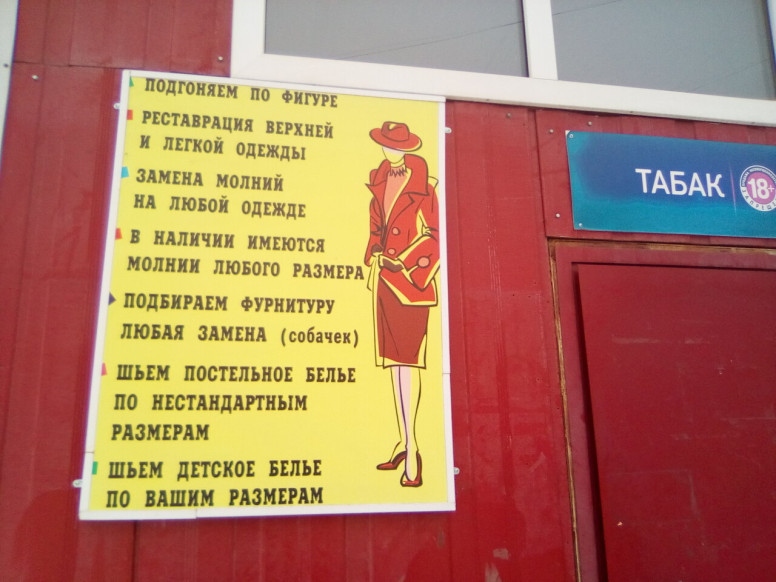 ПОДГОНЯЕМ ПО ФИГУРЕ
РЕСТАВРАЦИЯ ВЕРХНЕЙ
И ЛЕГКОЙ ОДЕЖДЫ
ЗАМЕНА МОЛНИЙ
НА ЛЮБОЙ ОДЕЖДЕ
В НАЛИЧИИ ИМЕЮТСЯ
МОЛНИИ ЛЮБОГО РАЗМЕРА
ПОДБИРАЕМ ФУРНИТУРУ
ЛЮБАЯ ЗАМЕНА (собачек)
ШЬЕМ ПОСТЕЛЬНОЕ БЕЛЬЕ
ПО НЕСТАНДАРТНЫМ
РАЗМЕРАМ
ШЬЕМ ДЕТСКОЕ БЕЛЬЕ
ПО ВАШИМ РАЗМЕРАМ
ТАБАК
18+